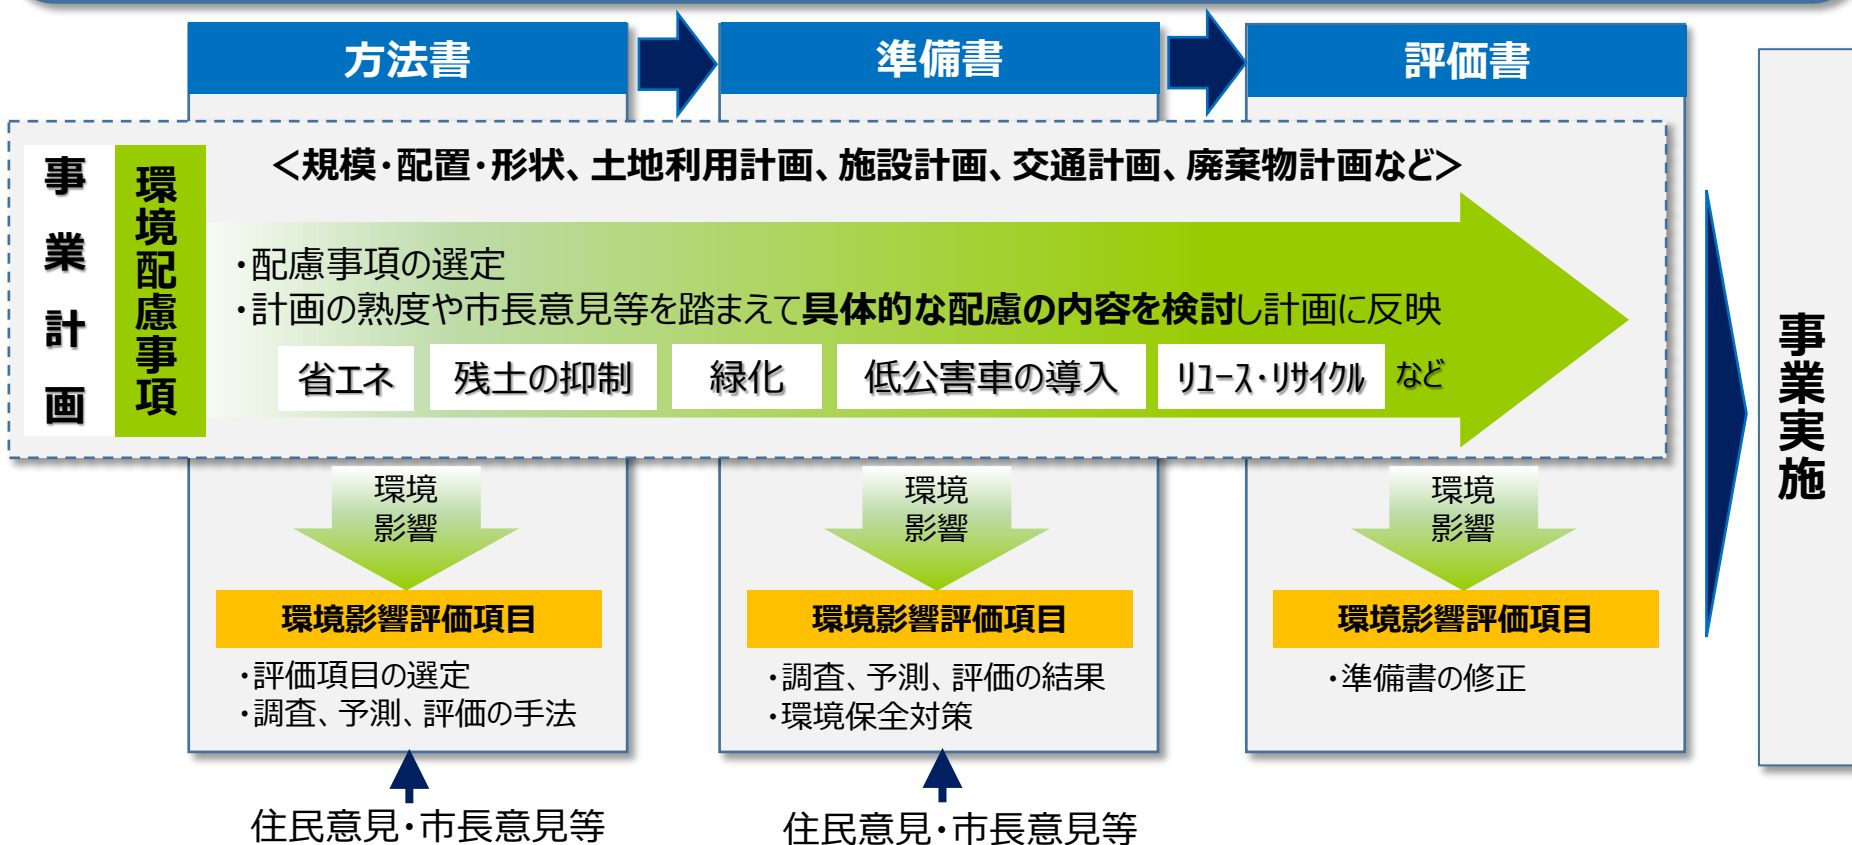 方法書
準備書
評価書
事業計画
環境配慮事項
<規模・配置・形状、土地利用計画、施設計画、交通計画、廃棄物計画など>
・配慮事項の選定
・計画の熟度や市長意見等を踏まえて具体的な配慮の内容を検討し計画に反映
省エネ
残土の抑制
緑化
低公害車の導入
リユース・リサイクル
など
事業実施
環境
影響
環境
影響
環境
影響
環境影響評価項目
環境影響評価項目
環境影響評価項目
・評価項目の選定
・調査、予測、評価の手法
・調査、予測、評価の結果
・環境保全対策
・準備書の修正
住民意見・市長意見等
住民意見・市長意見等